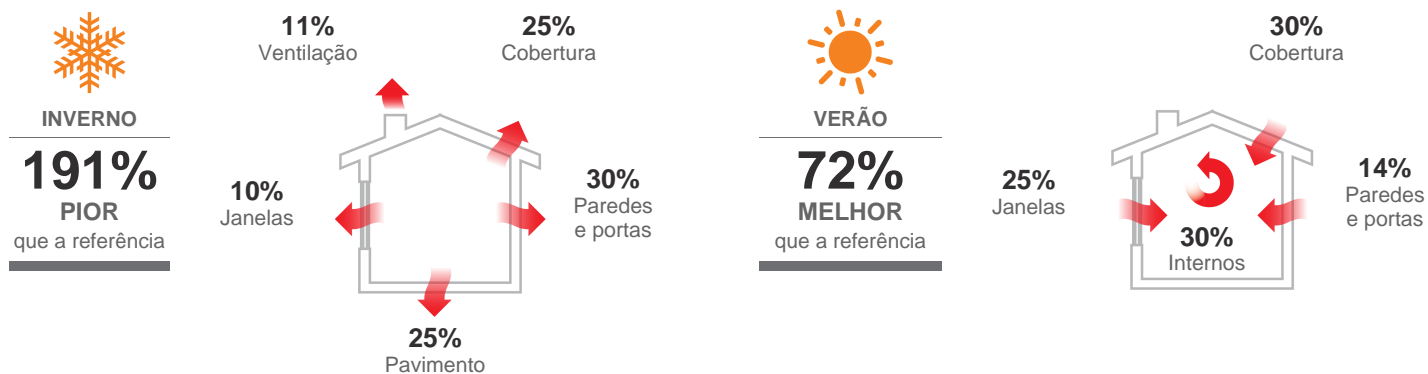 INVERNO
191%
PIOR
que a referência
11%
Ventilação
25%
Cobertura
10%
Janelas
30%
Paredes
e portas
25%
Pavimento
VERÃO
72%
MELHOR
que a referência
30%
Cobertura
25%
Janelas
14%
Paredes
e portas
30%
Internos